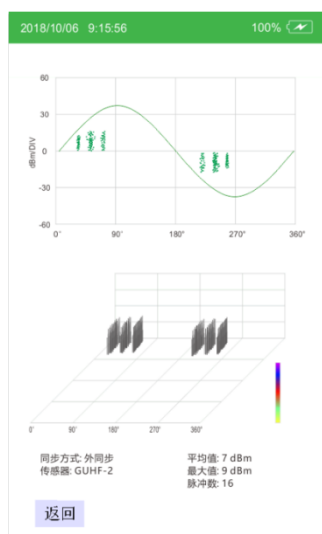 2018/10/06 9:15:56 100%
60
30
0
-30
-60
dBm/DIV
0° 90° 180° 270° 360°
0° 90° 180° 270° 360°
同步方式: 外同步
传感器: GUHF-2
平均值: 7 dBm
最大值: 9 dBm
脉冲数: 16
返回